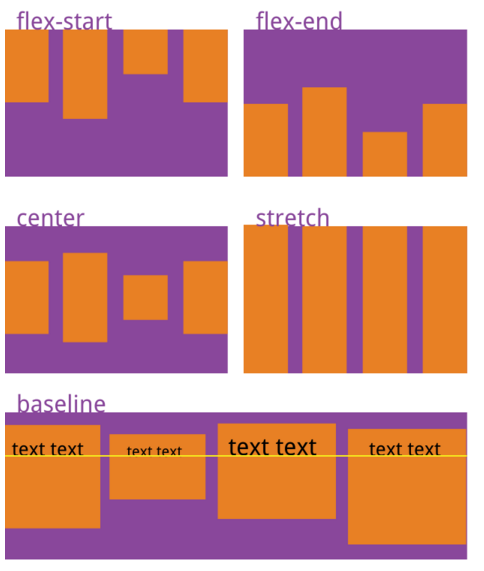 flex-start
flex-end
center
stretch
baseline
text text
text text
text text
text text